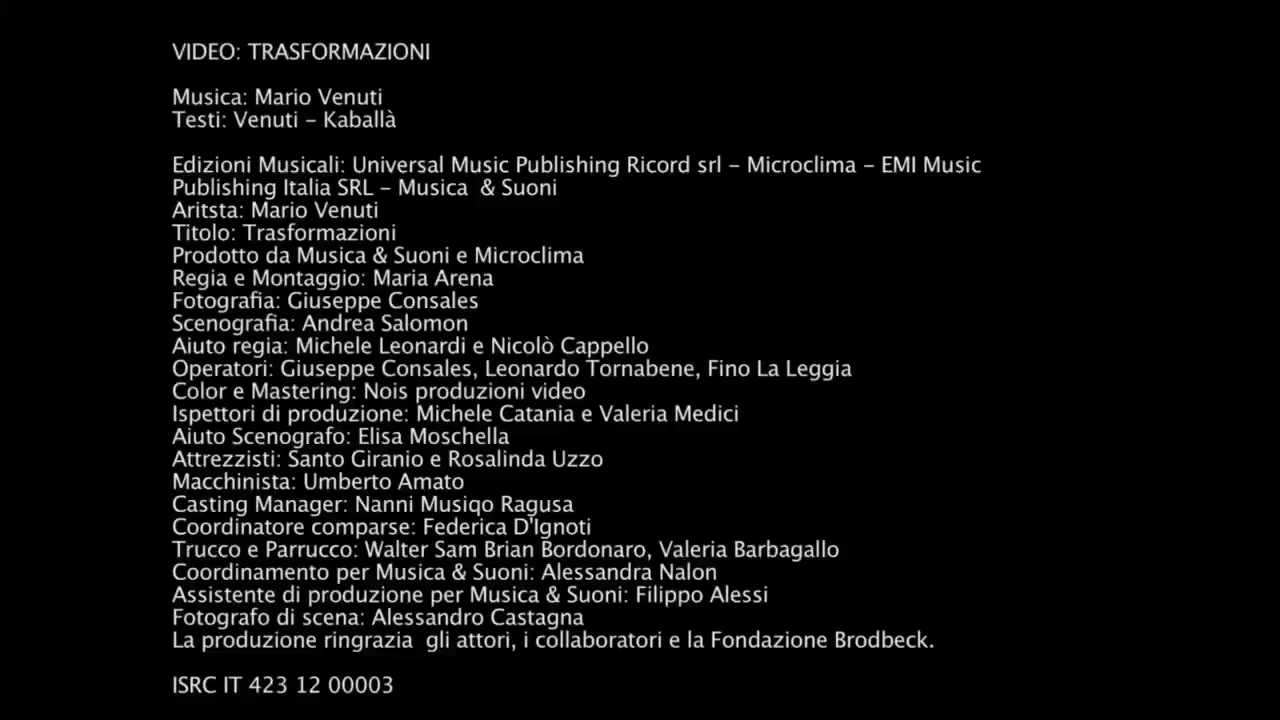 VIDEO: TRASFORMAZIONI
Musica: Mario Venuti
Testi: Venuti - Kaballà
Edizioni Musicali: Universal Music Publishing Ricord srl - Microclima - EMI Music
Publishing Italia SRL - Musica & Suoni
Aritsta: Mario Venuti
Titolo: Trasformazioni
Prodotto da Musica & Suoni e Microclima
Regia e Montaggio: Maria Arena
Fotografia: Giuseppe Consales
Scenografia: Andrea Salomon
Aiuto regia: Michele Leonardi e Nicolò Cappello
Operatori: Giuseppe Consales, Leonardo Tornabene, Fino La Leggia
Color e Mastering: Nois produzioni video
Ispettori di produzione: Michele Catania e Valeria Medici
Aiuto Scenografo: Elisa Moschella
Attrezzisti: Santo Giranio e Rosalinda Uzzo
Macchinista: Umberto Amato
Casting Manager: Nanni Musiqo Ragusa
Coordinatore comparse: Federica D'Ignoti
Trucco e Parrucco: Walter Sam Brian Bordonaro, Valeria Barbagallo
Coordinamento per Musica & Suoni: Alessandra Nalon
Assistente di produzione per Musica & Suoni: Filippo Alessi
Fotografo di scena: Alessandro Castagna
La produzione ringrazia gli attori, i collaboratori e la Fondazione Brodbeck.
ISRC IT 423 12 00003